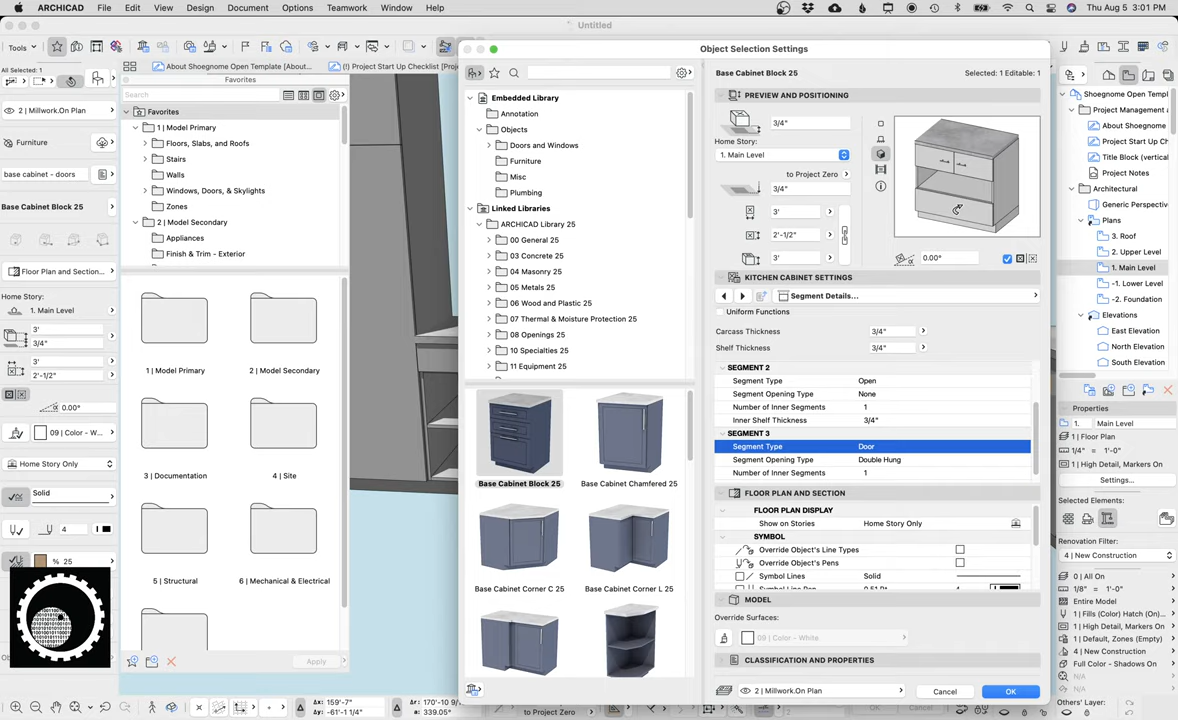 ARCHICAD File Edit View Design Document Options Teamwork Window Help
Thu Aug 5 3:01 PM
Untitled
Tools
About Shoegnome Open Template [About...
(!) Project Start Up Checklist [Proj
All Selected: 1
2 | Millwork.On Plan
Furniture
base cabinet - doors
Base Cabinet Block 25
Floor Plan and Section...
Home Story:
1. Main Level
3'
3/4"
3'
2'-1/2"
0.00°
09 | Color - W...
Home Story Only
Solid
4
% 25
Favorites
Search
Favorites
1 | Model Primary
Floors, Slabs, and Roofs
Stairs
Walls
Windows, Doors, & Skylights
Zones
2 | Model Secondary
Appliances
Finish & Trim - Exterior
1 | Model Primary
2 | Model Secondary
3 | Documentation
4 | Site
5 | Structural
6 | Mechanical & Electrical
Apply
Object Selection Settings
Embedded Library
Annotation
Objects
Doors and Windows
Furniture
Misc
Plumbing
Linked Libraries
ARCHICAD Library 25
00 General 25
03 Concrete 25
04 Masonry 25
05 Metals 25
06 Wood and Plastic 25
07 Thermal & Moisture Protection 25
08 Openings 25
10 Specialties 25
11 Equipment 25
Base Cabinet Block 25
Base Cabinet Chamfered 25
Base Cabinet Corner C 25
Base Cabinet Corner L 25
Base Cabinet Block 25
Selected: 1 Editable: 1
PREVIEW AND POSITIONING
3/4"
Home Story:
1. Main Level
to Project Zero
3/4"
3'
2'-1/2"
3'
0.00°
KITCHEN CABINET SETTINGS
Segment Details...
Uniform Functions
Carcass Thickness 3/4"
Shelf Thickness 3/4"
SEGMENT 2
Segment Type Open
Segment Opening Type None
Number of Inner Segments 1
Inner Shelf Thickness 3/4"
SEGMENT 3
Segment Type Door
Segment Opening Type Double Hung
Number of Inner Segments 1
FLOOR PLAN AND SECTION
FLOOR PLAN DISPLAY
Show on Stories Home Story Only
SYMBOL
Override Object's Line Types
Override Object's Pens
Symbol Lines Solid
MODEL
Override Surfaces:
09 | Color - White
CLASSIFICATION AND PROPERTIES
2 | Millwork.On Plan
Cancel
OK
Shoegnome Open Templ
Project Management a
About Shoegnome
Project Start Up Ch
Title Block (vertical
Project Notes
Architectural
Generic Perspectiv
Plans
3. Roof
2. Upper Level
1. Main Level
-1. Lower Level
-2. Foundation
Elevations
East Elevation
North Elevation
South Elevation
Properties
1. Main Level
1 | Floor Plan
1/4" = 1'-0"
1 | High Detail, Markers On
Settings...
Selected Elements:
Renovation Filter:
4 | New Construction
0 | All On
1/8" = 1'-0"
Entire Model
1 | Fills (Color) Hatch (On)...
1 | High Detail, Markers On
1 | Default, Zones (Empty)
4 | New Construction
Full Color - Shadows On
N/A
N/A
Others' Layer:
Δx: 159'-7"
Δy: -61'-1 1/4"
Δr: 170'-10 9/
a: 339.05°
to Project Zero